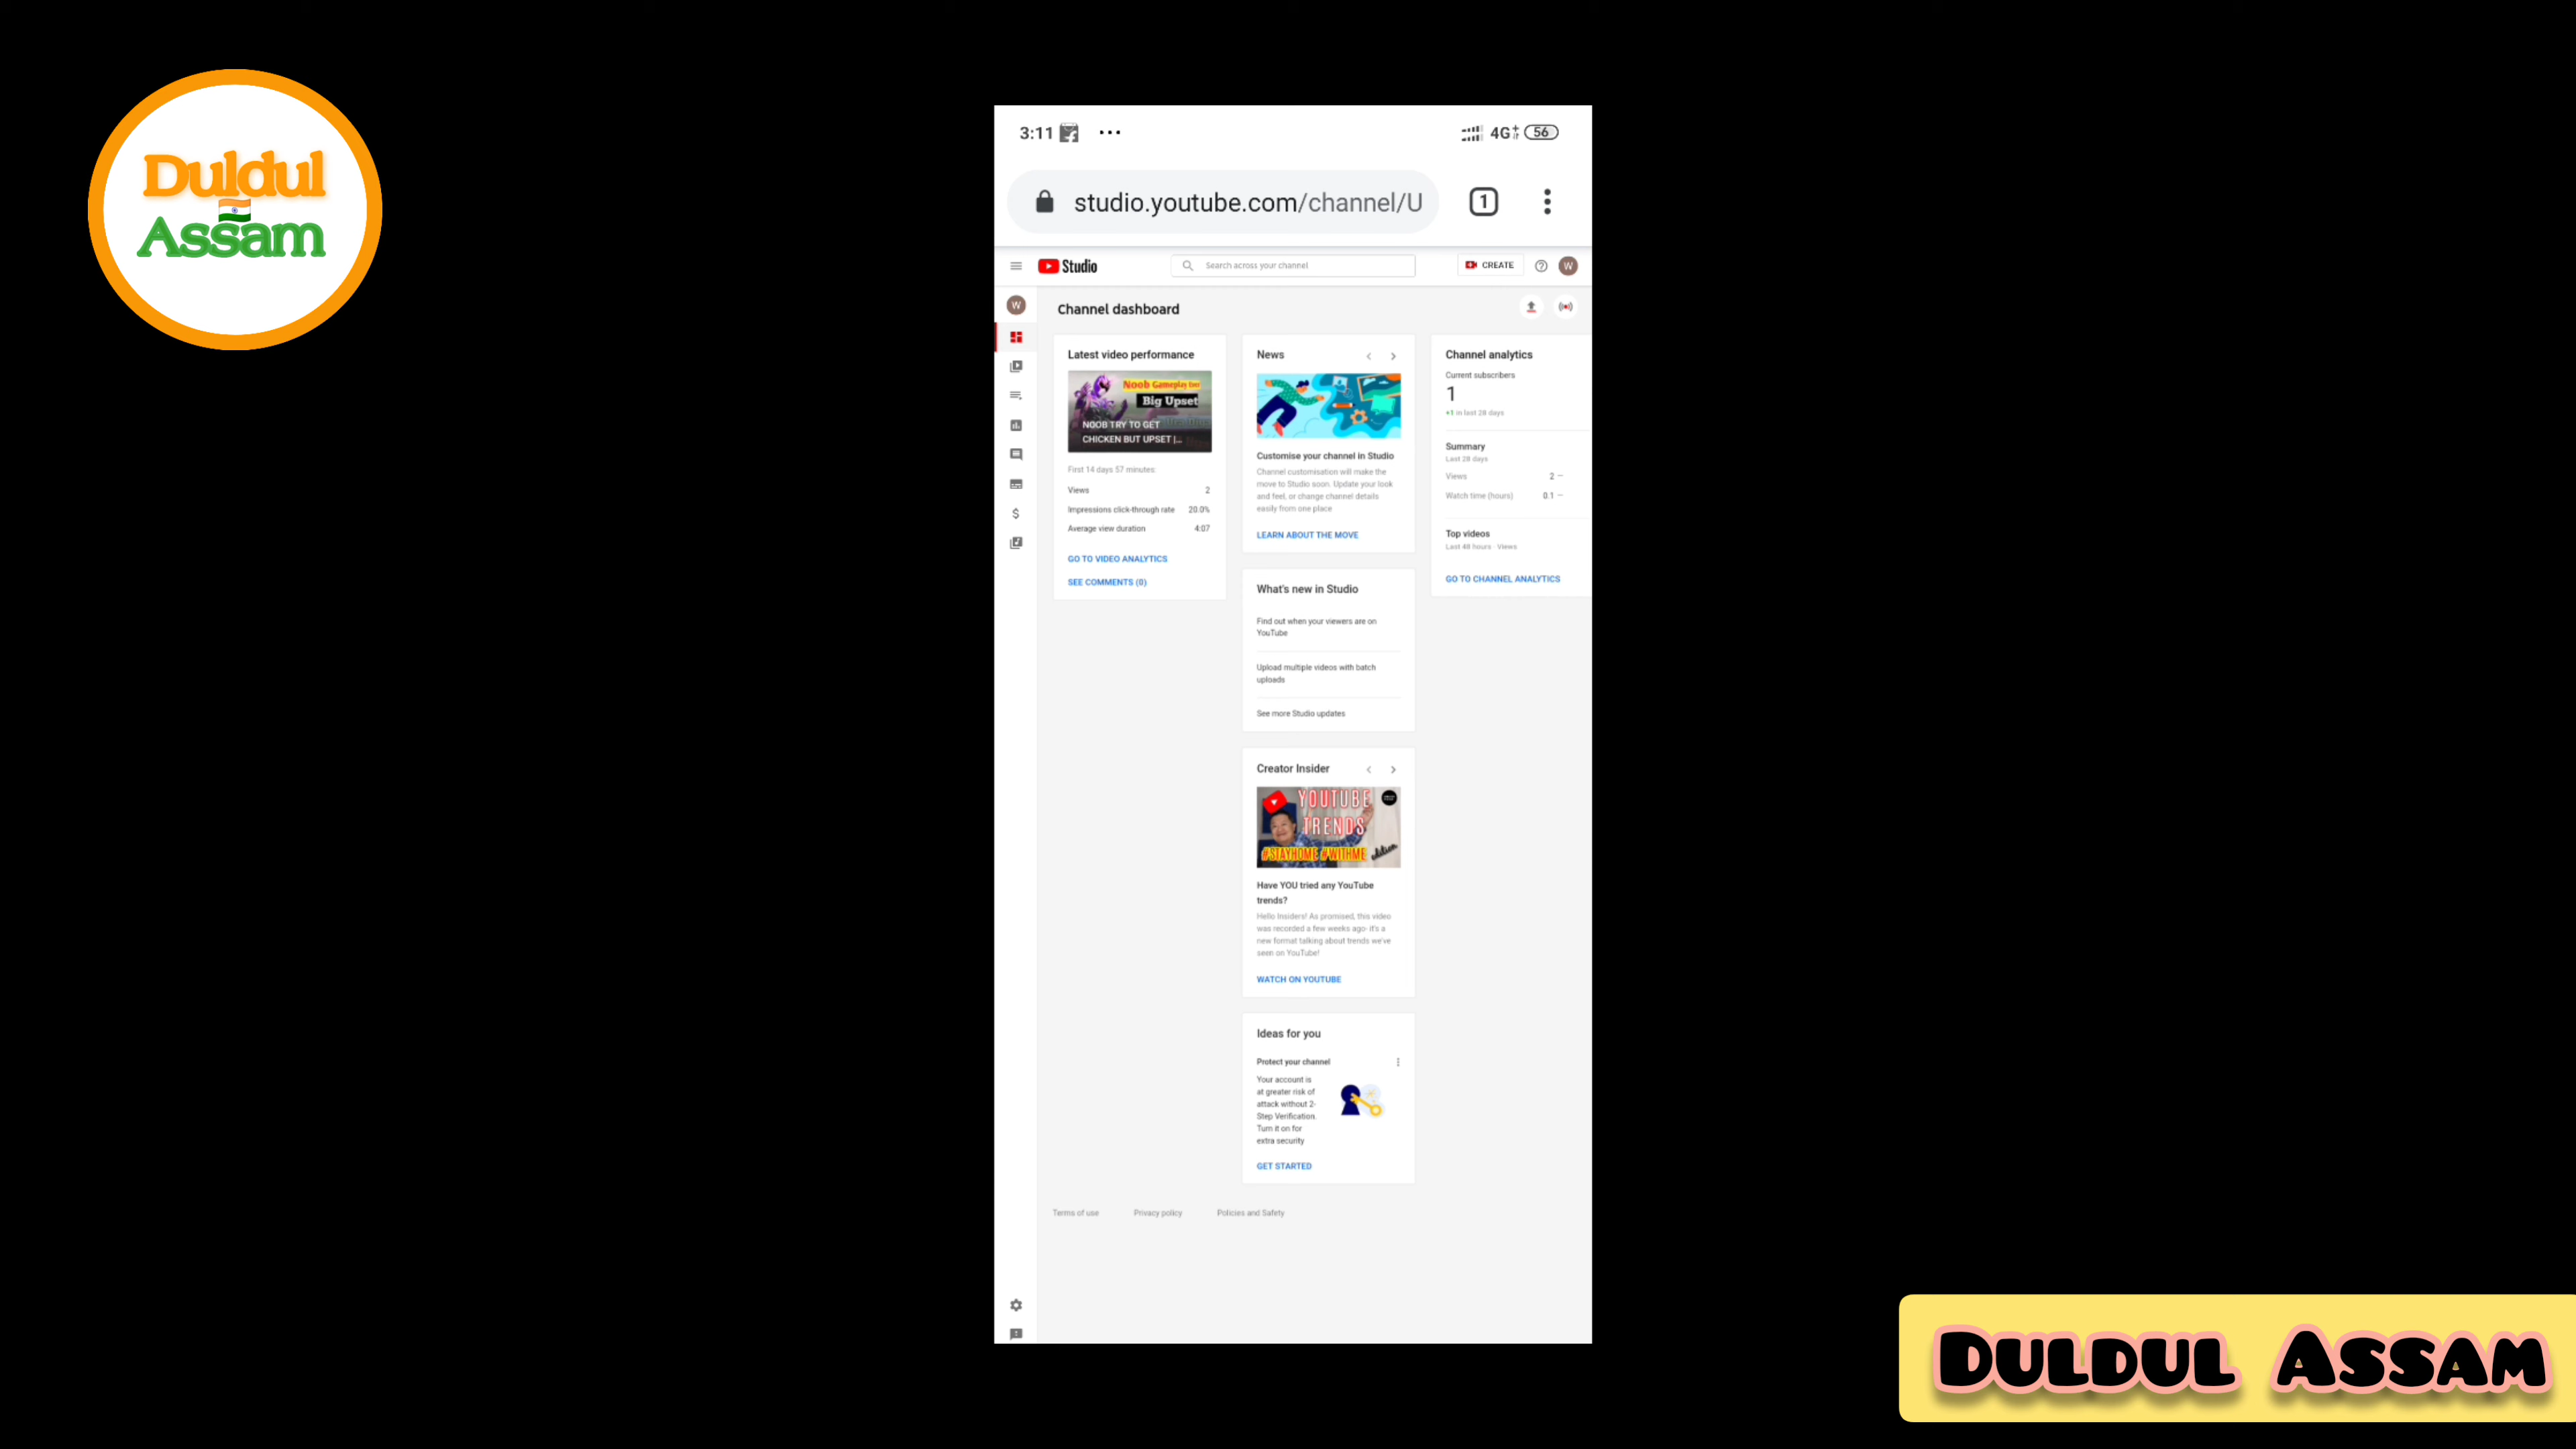 Duldul
Assam
3:11
4G+
56
studio.youtube.com/channel/U
1
Studio
Search across your channel
CREATE
W
W
Channel dashboard
Latest video performance
Noob Gameplay
Big Upset
NOOB TRY TO GET
CHICKEN BUT UPSET |...
First 14 days 57 minutes:
Views 2
Impressions click-through rate 20.0%
Average view duration 4:07
GO TO VIDEO ANALYTICS
SEE COMMENTS (0)
News
Customise your channel in Studio
Channel customisation will make the
move to Studio soon. Update your look
and feel, or change channel details
easily from one place
LEARN ABOUT THE MOVE
What's new in Studio
Find out when your viewers are on
YouTube
Upload multiple videos with batch
uploads
See more Studio updates
Creator Insider
YOUTUBE
TRENDS
#STAYHOME #WITHME edition
Have YOU tried any YouTube
trends?
Hello Insiders! As promised, this video
was recorded a few weeks ago- it's a
new format talking about trends we've
seen on YouTube!
WATCH ON YOUTUBE
Ideas for you
Protect your channel
Your account is
at greater risk of
attack without 2-
Step Verification.
Turn it on for
extra security
GET STARTED
Channel analytics
Current subscribers
1
+1 in last 28 days
Summary
Last 28 days
Views 2 —
Watch time (hours) 0.1 —
Top videos
Last 48 hours · Views
GO TO CHANNEL ANALYTICS
Terms of use Privacy policy Policies and Safety
DULDUL ASSAM